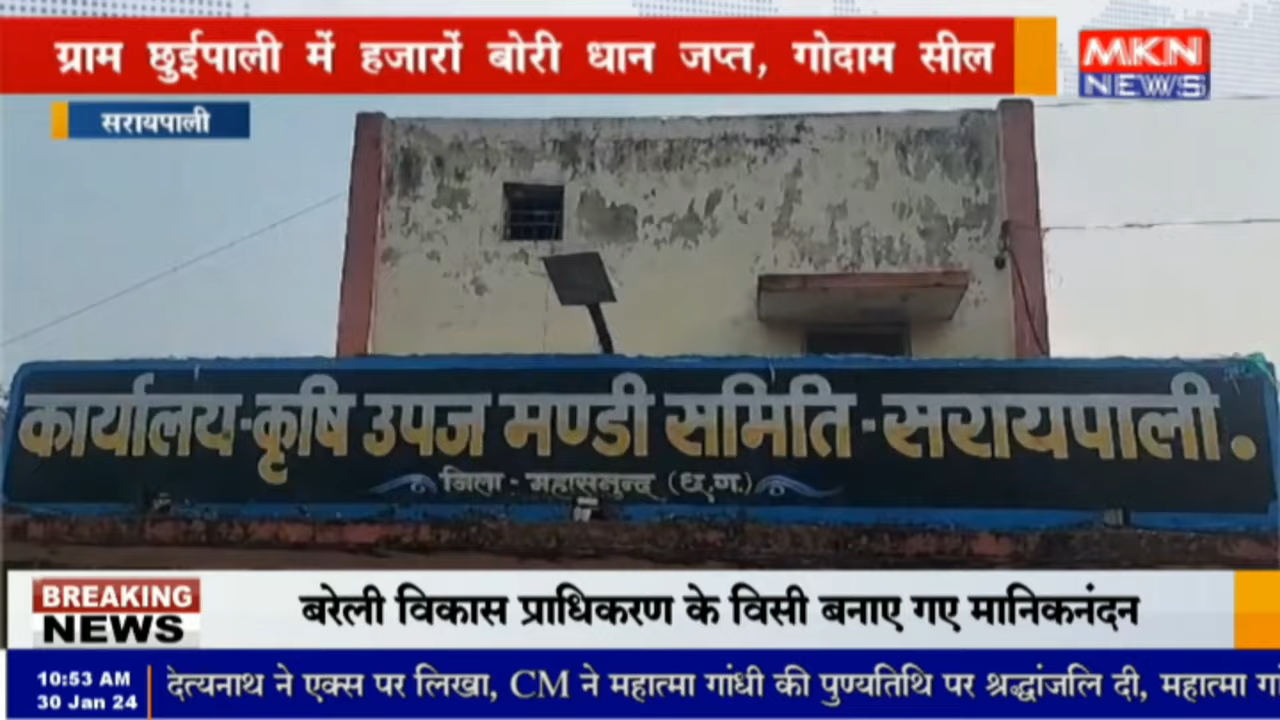 ग्राम छुईपाली में हजारों बोरी धान जप्त, गोदाम सील
MKN
NEWS
सरायपाली
कार्यालय-कृषि उपज मण्डी समिति-सरायपाली.
जिला - महासमुन्द (छ.ग.)
BREAKING
NEWS
बरेली विकास प्राधिकरण के विसी बनाए गए मानिकनंदन
10:53 AM
30 Jan 24
देत्यनाथ ने एक्स पर लिखा, CM ने महात्मा गांधी की पुण्यतिथि पर श्रद्धांजलि दी, महात्मा गां